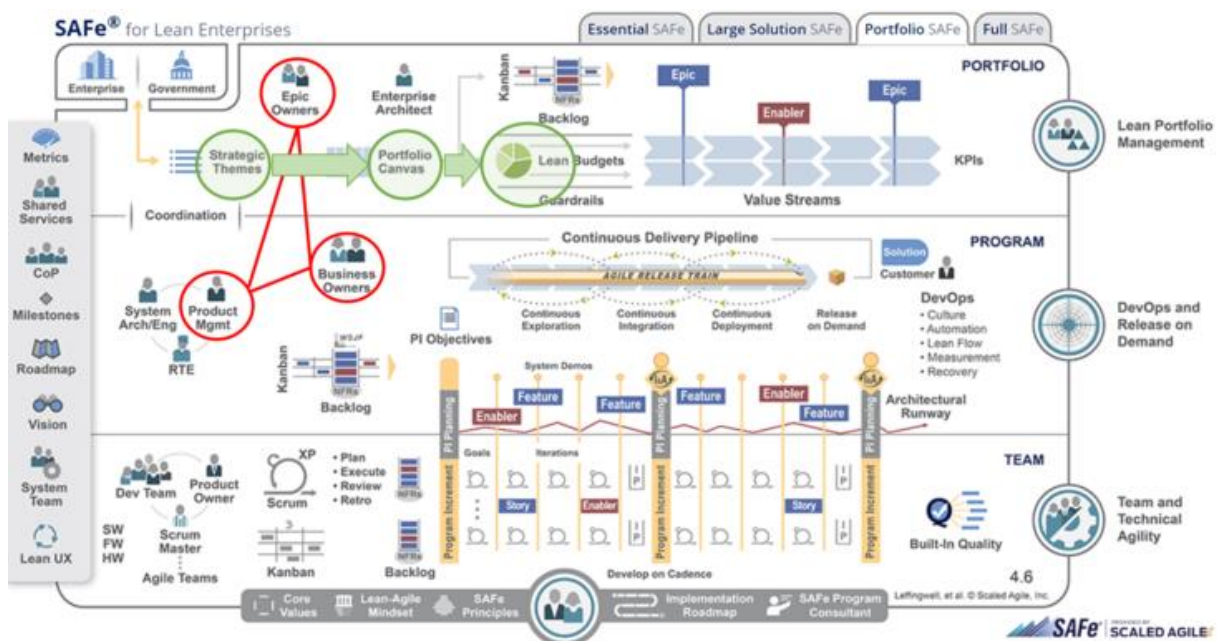 SAFe® for Lean Enterprises
Essential SAFe
Large Solution SAFe
Portfolio SAFe
Full SAFe
Enterprise
Government
Epic
Owners
Enterprise
Architect
Kanban
NFRs
Backlog
Epic
Enabler
Epic
PORTFOLIO
Lean Portfolio
Management
Strategic
Themes
Portfolio
Canvas
Lean Budgets
Guardrails
KPIs
Value Streams
Metrics
Shared
Services
CoP
Milestones
Roadmap
Vision
System
Team
Lean UX
Coordination
Business
Owners
System
Arch/Eng
Product
Mgmt
RTE
Continuous Delivery Pipeline
AGILE RELEASE TRAIN
Continuous
Exploration
Continuous
Integration
Continuous
Deployment
Release
on Demand
PROGRAM
Solution
Customer
DevOps
• Culture
• Automation
• Lean Flow
• Measurement
• Recovery
DevOps and
Release on
Demand
Kanban
WSJF
NFRs
Backlog
PI Objectives
System Demos
Enabler
Feature
Feature
Feature
Enabler
Feature
Architectural
Runway
PI Planning
PI Planning
PI Planning
I&A
I&A
TEAM
Dev Team
Product
Owner
Scrum
Master
Agile Teams
SW
FW
HW
XP
Scrum
• Plan
• Execute
• Review
• Retro
Kanban
NFRs
NFRs
Backlog
Program Increment
Program Increment
Program Increment
Goals
Iterations
Story
Enabler
Story
I
P
I
P
I
P
I
P
Develop on Cadence
Built-In Quality
Team and
Technical
Agility
4.6
Leffingwell, et al. © Scaled Agile, Inc.
Core
Values
Lean-Agile
Mindset
SAFe
Principles
Implementation
Roadmap
SAFe Program
Consultant
SAFe® PROVIDED BY
SCALED AGILE